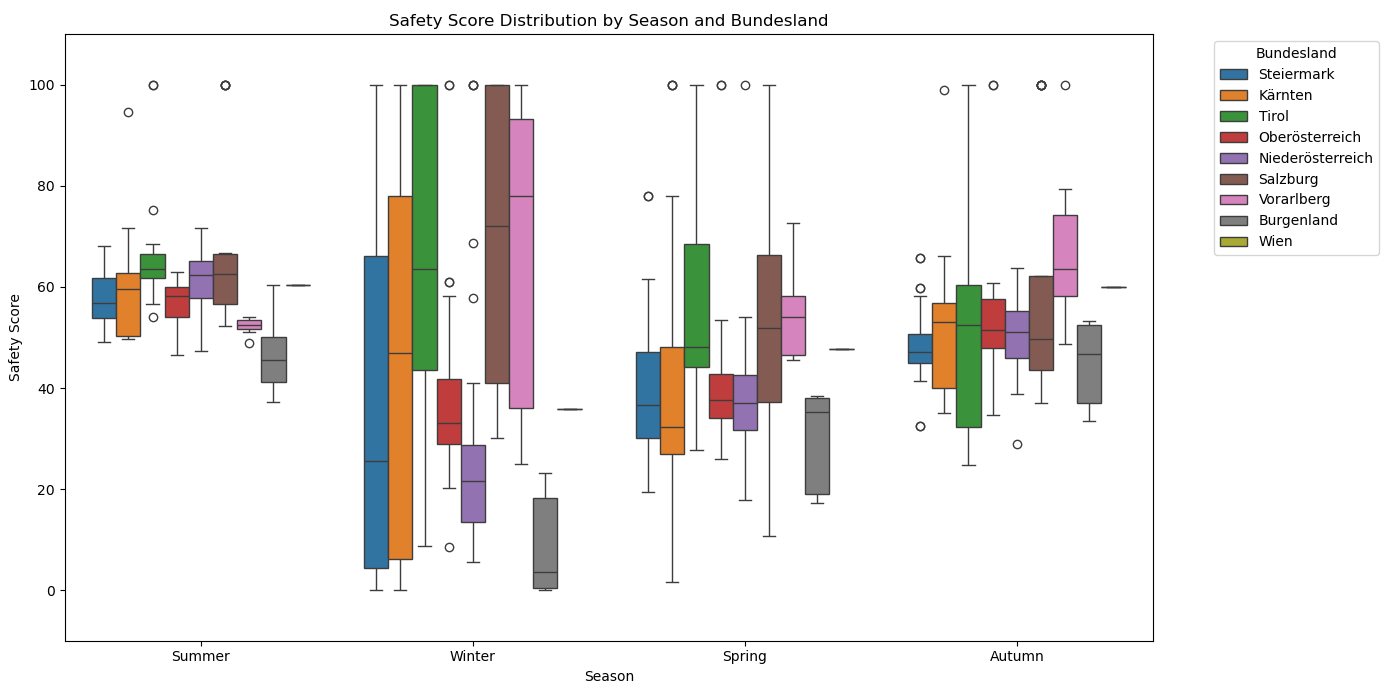 Safety Score Distribution by Season and Bundesland
Safety Score
100
80
60
40
20
0
Summer
Winter
Spring
Autumn
Season
Bundesland
Steiermark
Kärnten
Tirol
Oberösterreich
Niederösterreich
Salzburg
Vorarlberg
Burgenland
Wien